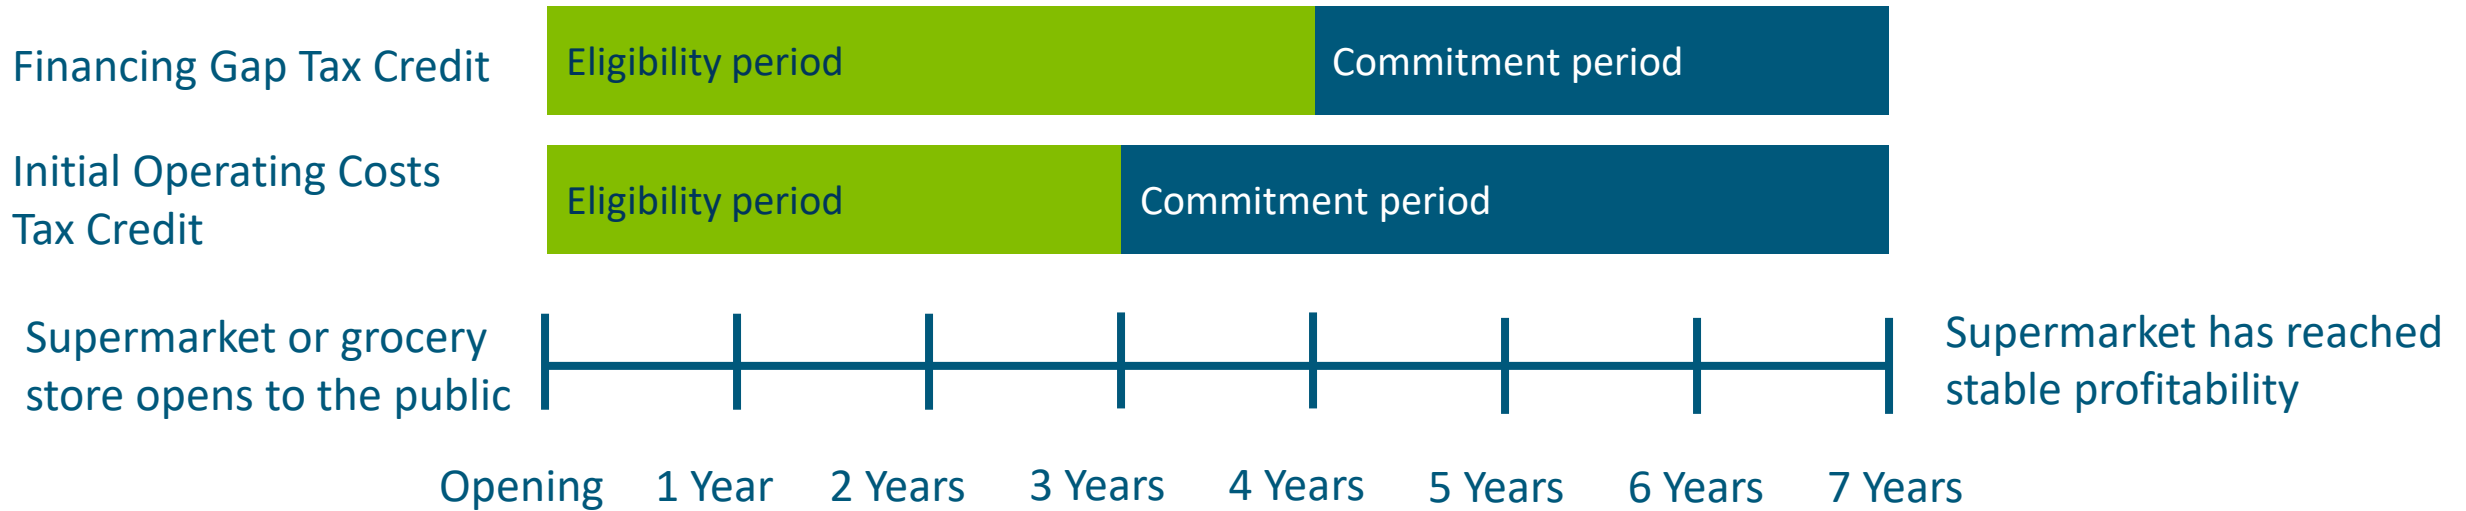 Financing Gap Tax Credit
Eligibility period
Commitment period
Initial Operating Costs
Tax Credit
Eligibility period
Commitment period
Supermarket or grocery
store opens to the public
Supermarket has reached
stable profitability
Opening 1 Year 2 Years 3 Years 4 Years 5 Years 6 Years 7 Years